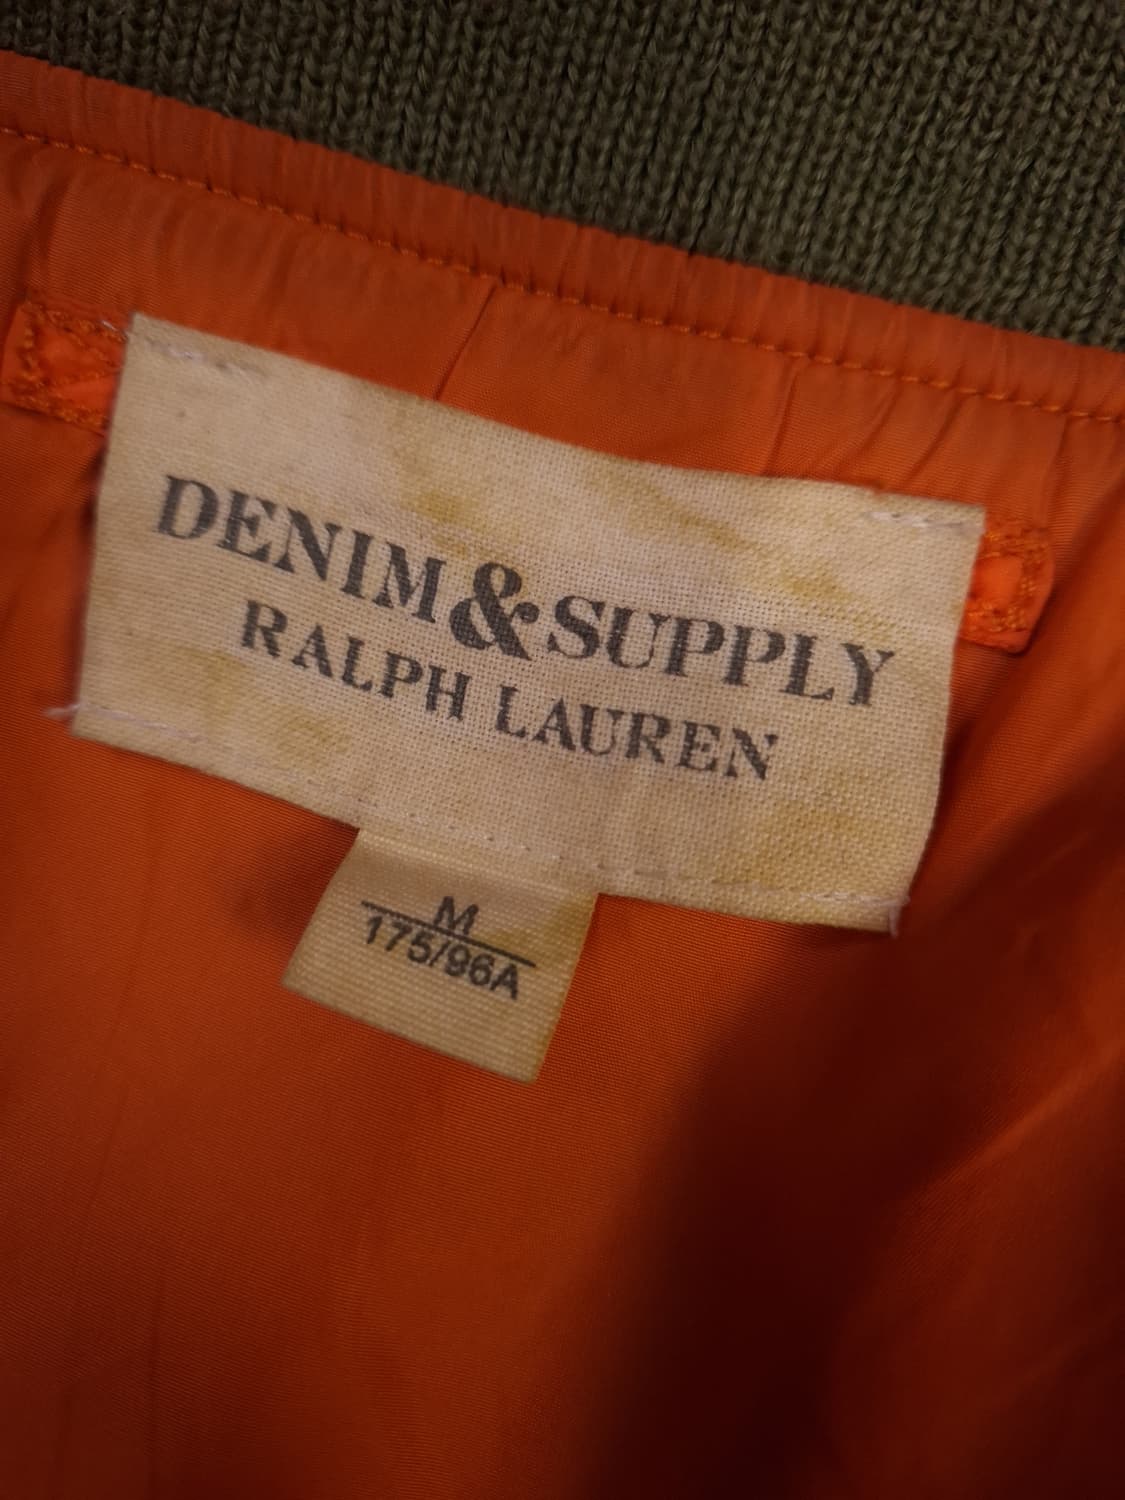 DENIM & SUPPLY
RALPH LAUREN
M
175/96A